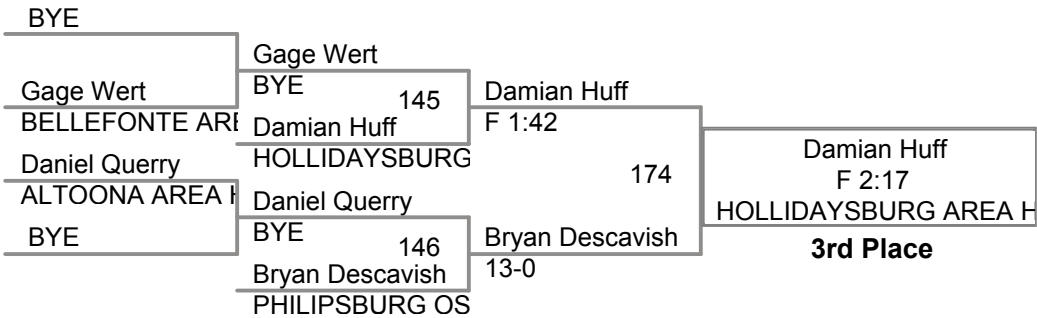 BYE
Gage Wert
BELLEFONTE ARE
Daniel Querry
ALTOONA AREA H
BYE
Gage Wert
BYE
145
Damian Huff
HOLLIDAYSBURG
Daniel Querry
BYE
146
Bryan Descavish
PHILIPSBURG OS
Damian Huff
F 1:42
174
Bryan Descavish
13-0
Damian Huff
F 2:17
HOLLIDAYSBURG AREA H
3rd Place